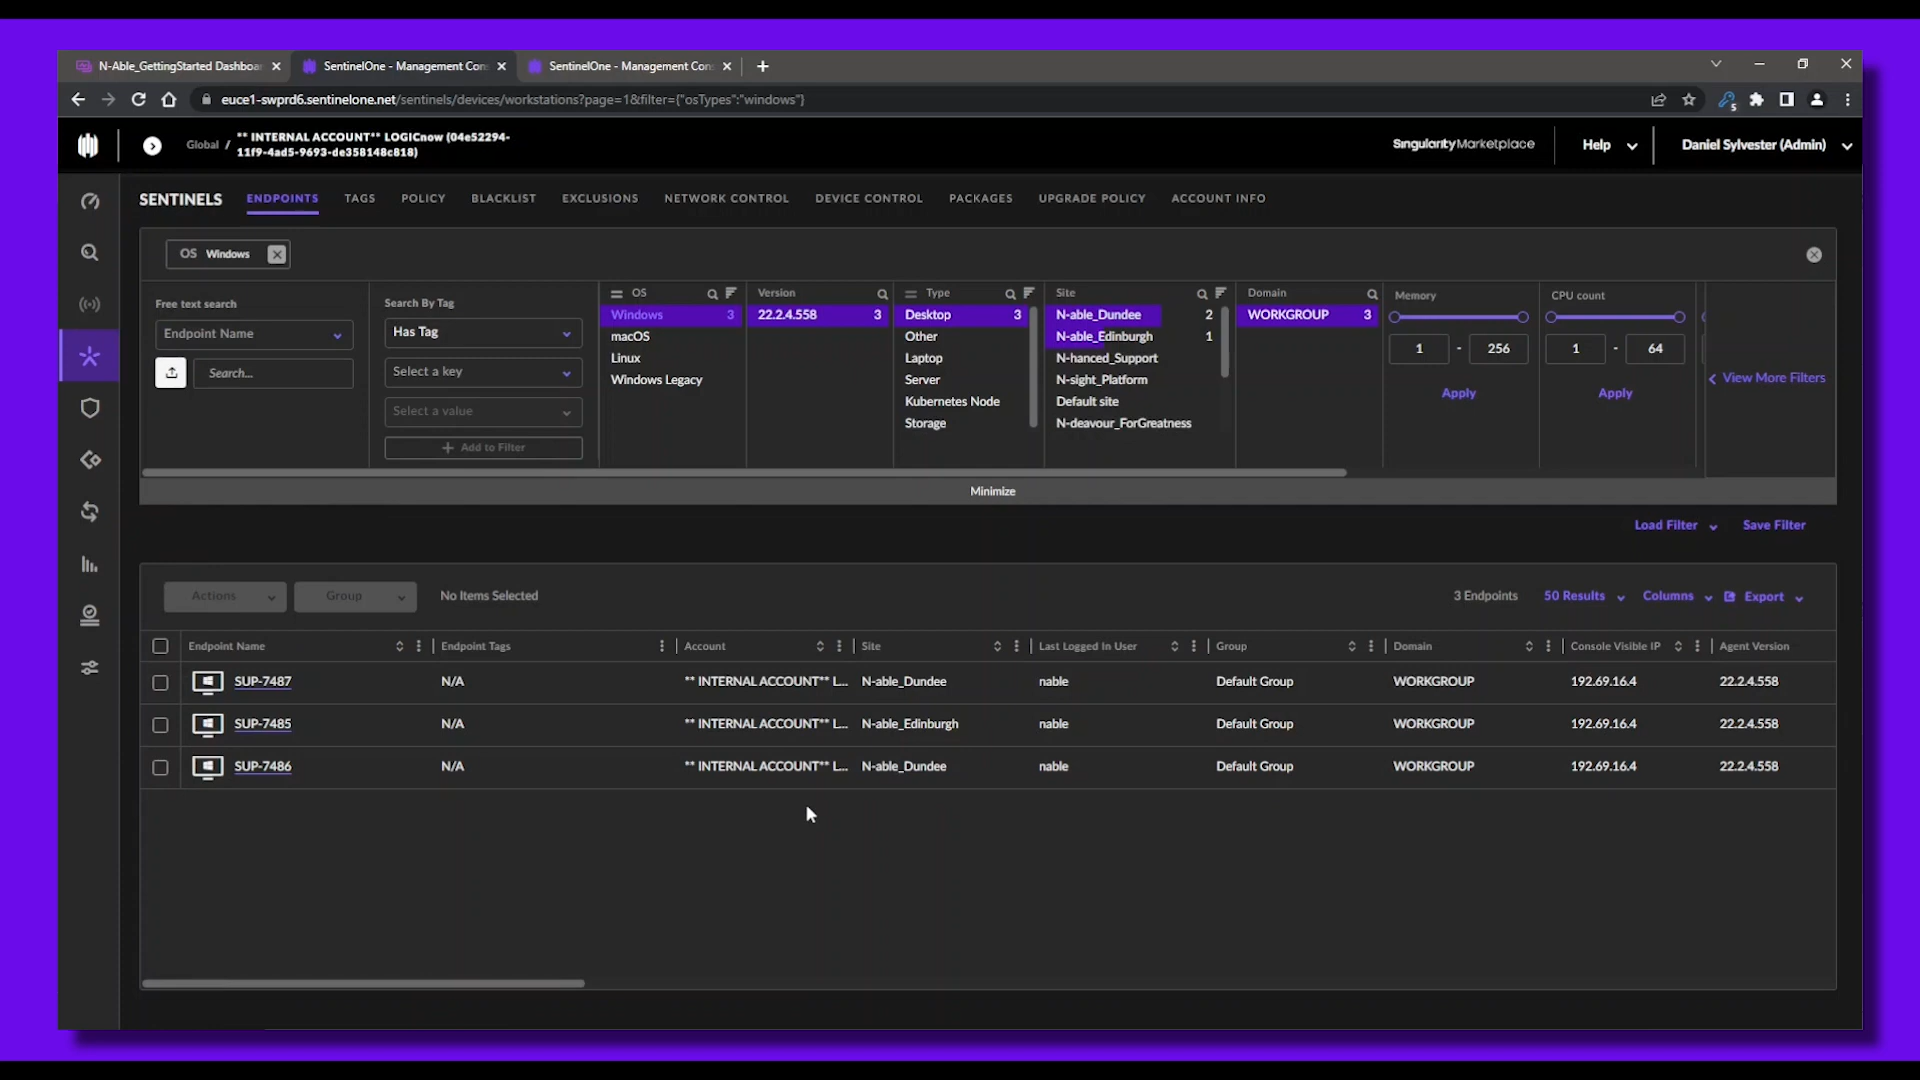 N-Able_GettingStarted Dashboa
SentinelOne - Management Con
SentinelOne - Management Con
euce1-swprd6.sentinelone.net/sentinels/devices/workstations?page=1&filter={"osTypes":"windows"}
5
Global / ** INTERNAL ACCOUNT** LOGICnow (04e52294-
11f9-4ad5-9693-de358148c818)
Singularity Marketplace
Help
Daniel Sylvester (Admin)
SENTINELS ENDPOINTS TAGS POLICY BLACKLIST EXCLUSIONS NETWORK CONTROL DEVICE CONTROL PACKAGES UPGRADE POLICY ACCOUNT INFO
OS Windows
Free text search
Endpoint Name
Search...
Search By Tag
Has Tag
Select a key
Select a value
+ Add to Filter
OS
Windows 3
macOS
Linux
Windows Legacy
Version
22.2.4.558 3
Type
Desktop 3
Other
Laptop
Server
Kubernetes Node
Storage
Site
N-able_Dundee 2
N-able_Edinburgh 1
N-hanced_Support
N-sight_Platform
Default site
N-deavour_ForGreatness
Domain
WORKGROUP 3
Memory
1 - 256
Apply
CPU count
1 - 64
Apply
View More Filters
Minimize
Load Filter Save Filter
Actions Group No Items Selected 3 Endpoints 50 Results Columns Export
Endpoint Name Endpoint Tags Account Site Last Logged In User Group Domain Console Visible IP Agent Version
SUP-7487 N/A ** INTERNAL ACCOUNT** L... N-able_Dundee nable Default Group WORKGROUP 192.69.16.4 22.2.4.558
SUP-7485 N/A ** INTERNAL ACCOUNT** L... N-able_Edinburgh nable Default Group WORKGROUP 192.69.16.4 22.2.4.558
SUP-7486 N/A ** INTERNAL ACCOUNT** L... N-able_Dundee nable Default Group WORKGROUP 192.69.16.4 22.2.4.558